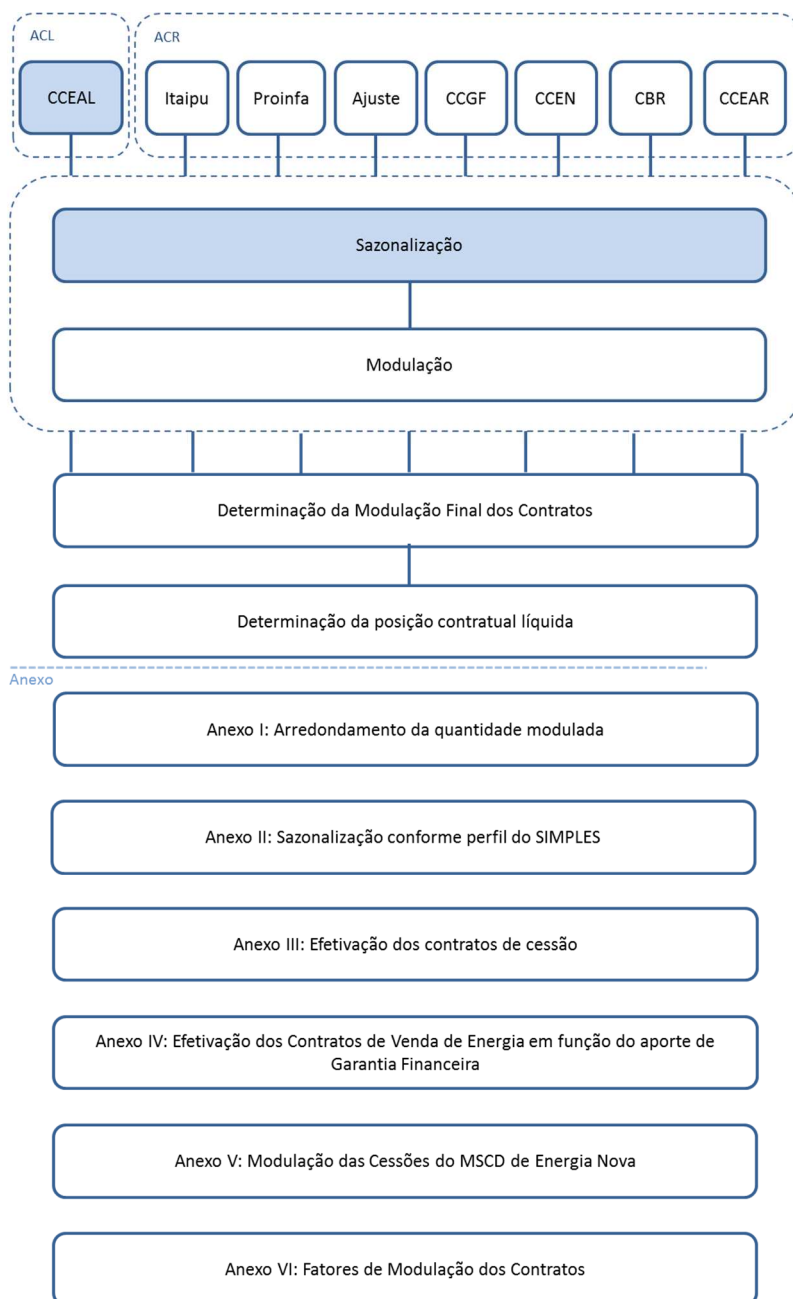 ACL
ACR
CCEAL
Itaipu
Proinfa
Ajuste
CCGF
CCEN
CBR
CCEAR
Sazonalização
Modulação
Determinação da Modulação Final dos Contratos
Determinação da posição contratual líquida
Anexo
Anexo I: Arredondamento da quantidade modulada
Anexo II: Sazonalização conforme perfil do SIMPLES
Anexo III: Efetivação dos contratos de cessão
Anexo IV: Efetivação dos Contratos de Venda de Energia em função do aporte de
Garantia Financeira
Anexo V: Modulação das Cessões do MSCD de Energia Nova
Anexo VI: Fatores de Modulação dos Contratos